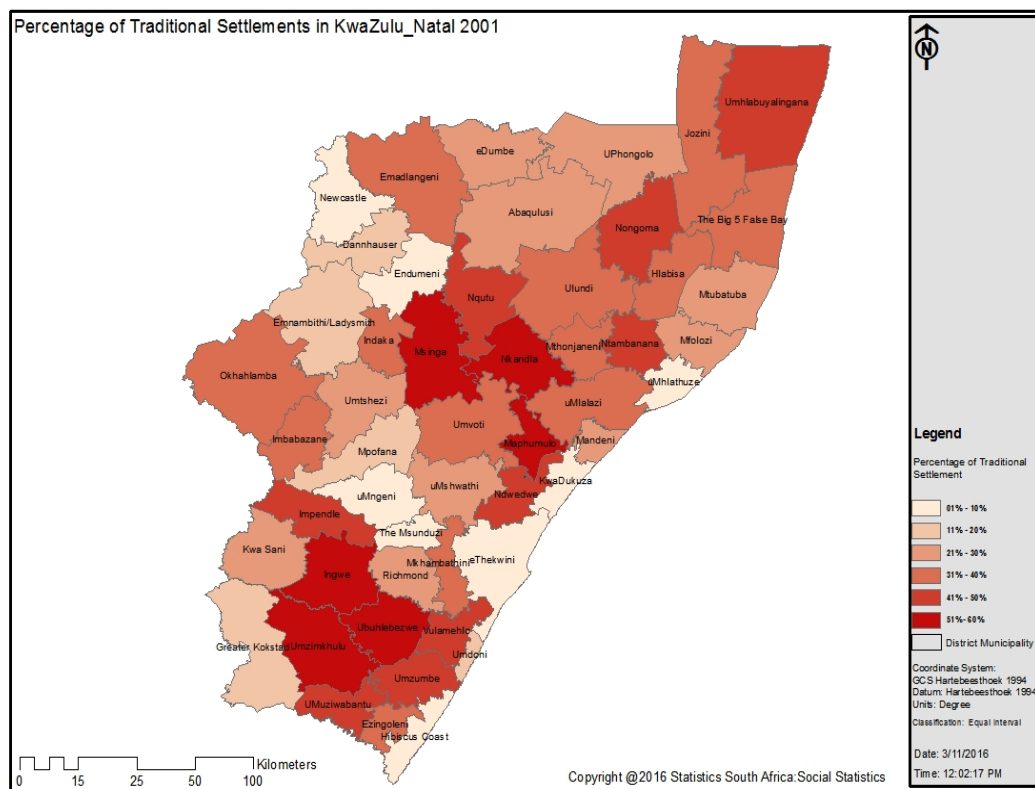 Percentage of Traditional Settlements in KwaZulu_Natal 2001
N
Umhlabuyalingana
Jozini
eDumbe
UPhongolo
Emadlangeni
Newcastle
Abaqulusi
The Big 5 False Bay
Nongoma
Dannhauser
Endumeni
Hlabisa
Ulundi
Mtubatuba
Nqutu
Emnambithi/Ladysmith
Indaka
Msinga
Mthonjaneni
Ntambanana
Mfolozi
Nkandla
Okhahlamba
uMhlathuze
Umtshezi
uMlalazi
Umvoti
Imbabazane
Maphumulo
Mandeni
Mpofana
KwaDukuza
uMshwathi
uMngeni
Ndwedwe
Impendle
The Msunduzi
eThekwini
Kwa Sani
Mkhambathini
Ingwe
Richmond
Ubuhlebezwe
Vulamehlo
Greater Kokstad
Umzimkhulu
Umdoni
Umzumbe
UMuziwabantu
Ezingoleni
Hibiscus Coast
Kilometers
0 15 25 50 100
Copyright @2016 Statistics South Africa:Social Statistics
Legend
Percentage of Traditional
Settlement
01% - 10%
11% - 20%
21% - 30%
31% - 40%
41% - 50%
51% - 60%
District Municipality
Coordinate System:
GCS Hartebeesthoek 1994
Datum: Hartebeesthoek 1994
Units: Degree
Classification: Equal interval
Date: 3/11/2016
Time: 12:02:17 PM